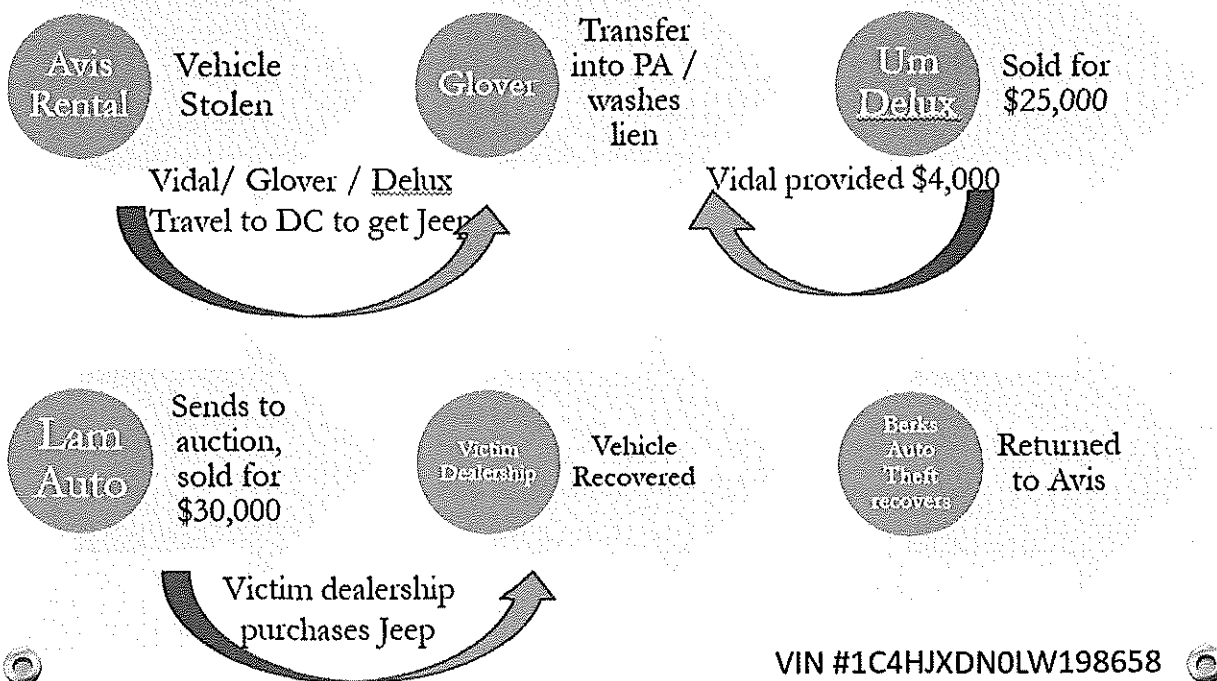 Avis
Rental
Vehicle
Stolen
Glover
Transfer
into PA /
washes
lien
Um
Delux
Sold for
$25,000
Vidal/ Glover / Delux
Travel to DC to get Jeep
Vidal provided $4,000
Lam
Auto
Sends to
auction,
sold for
$30,000
Victim
Dealership
Vehicle
Recovered
Berks
Auto
Theft
recovers
Returned
to Avis
Victim dealership
purchases Jeep
VIN #1C4HJXDN0LW198658